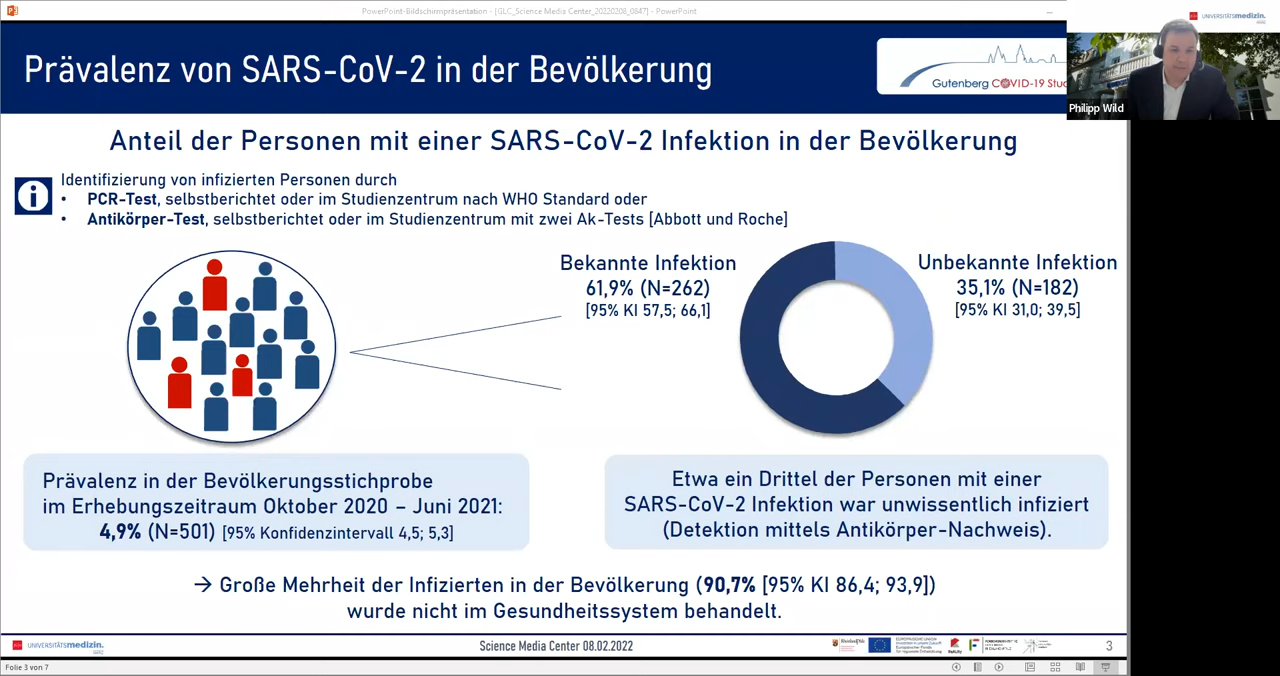 PowerPoint-Bildschirmpräsentation - [GLC_Science Media Center_20220208_0847] - PowerPoint
UNIVERSITÄTSmedizin.
Prävalenz von SARS-CoV-2 in der Bevölkerung
Gutenberg COVID-19 Stu
Philipp Wild
Anteil der Personen mit einer SARS-CoV-2 Infektion in der Bevölkerung
Identifizierung von infizierten Personen durch
• PCR-Test, selbstberichtet oder im Studienzentrum nach WHO Standard oder
• Antikörper-Test, selbstberichtet oder im Studienzentrum mit zwei Ak-Tests [Abbott und Roche]
Bekannte Infektion
61,9% (N=262)
[95% KI 57,5; 66,1]
Unbekannte Infektion
35,1% (N=182)
[95% KI 31,0; 39,5]
Prävalenz in der Bevölkerungsstichprobe
im Erhebungszeitraum Oktober 2020 – Juni 2021:
4,9% (N=501) [95% Konfidenzintervall 4,5; 5,3]
Etwa ein Drittel der Personen mit einer
SARS-CoV-2 Infektion war unwissentlich infiziert
(Detektion mittels Antikörper-Nachweis).
→ Große Mehrheit der Infizierten in der Bevölkerung (90,7% [95% KI 86,4; 93,9])
wurde nicht im Gesundheitssystem behandelt.
UNIVERSITÄTSmedizin.
Science Media Center 08.02.2022
3
Folie 3 von 7